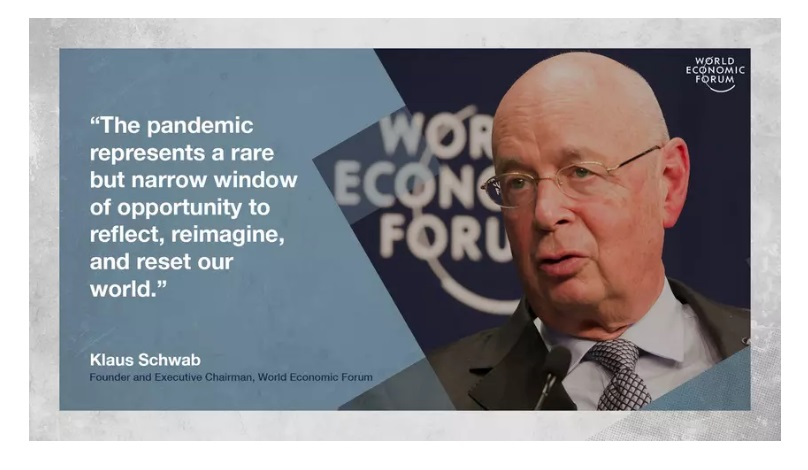 “The pandemic
represents a rare
but narrow window
of opportunity to
reflect, reimagine,
and reset our
world.”
Klaus Schwab
Founder and Executive Chairman, World Economic Forum
WORLD
ECONOMIC
FORUM
WOR
ECONO
FORU